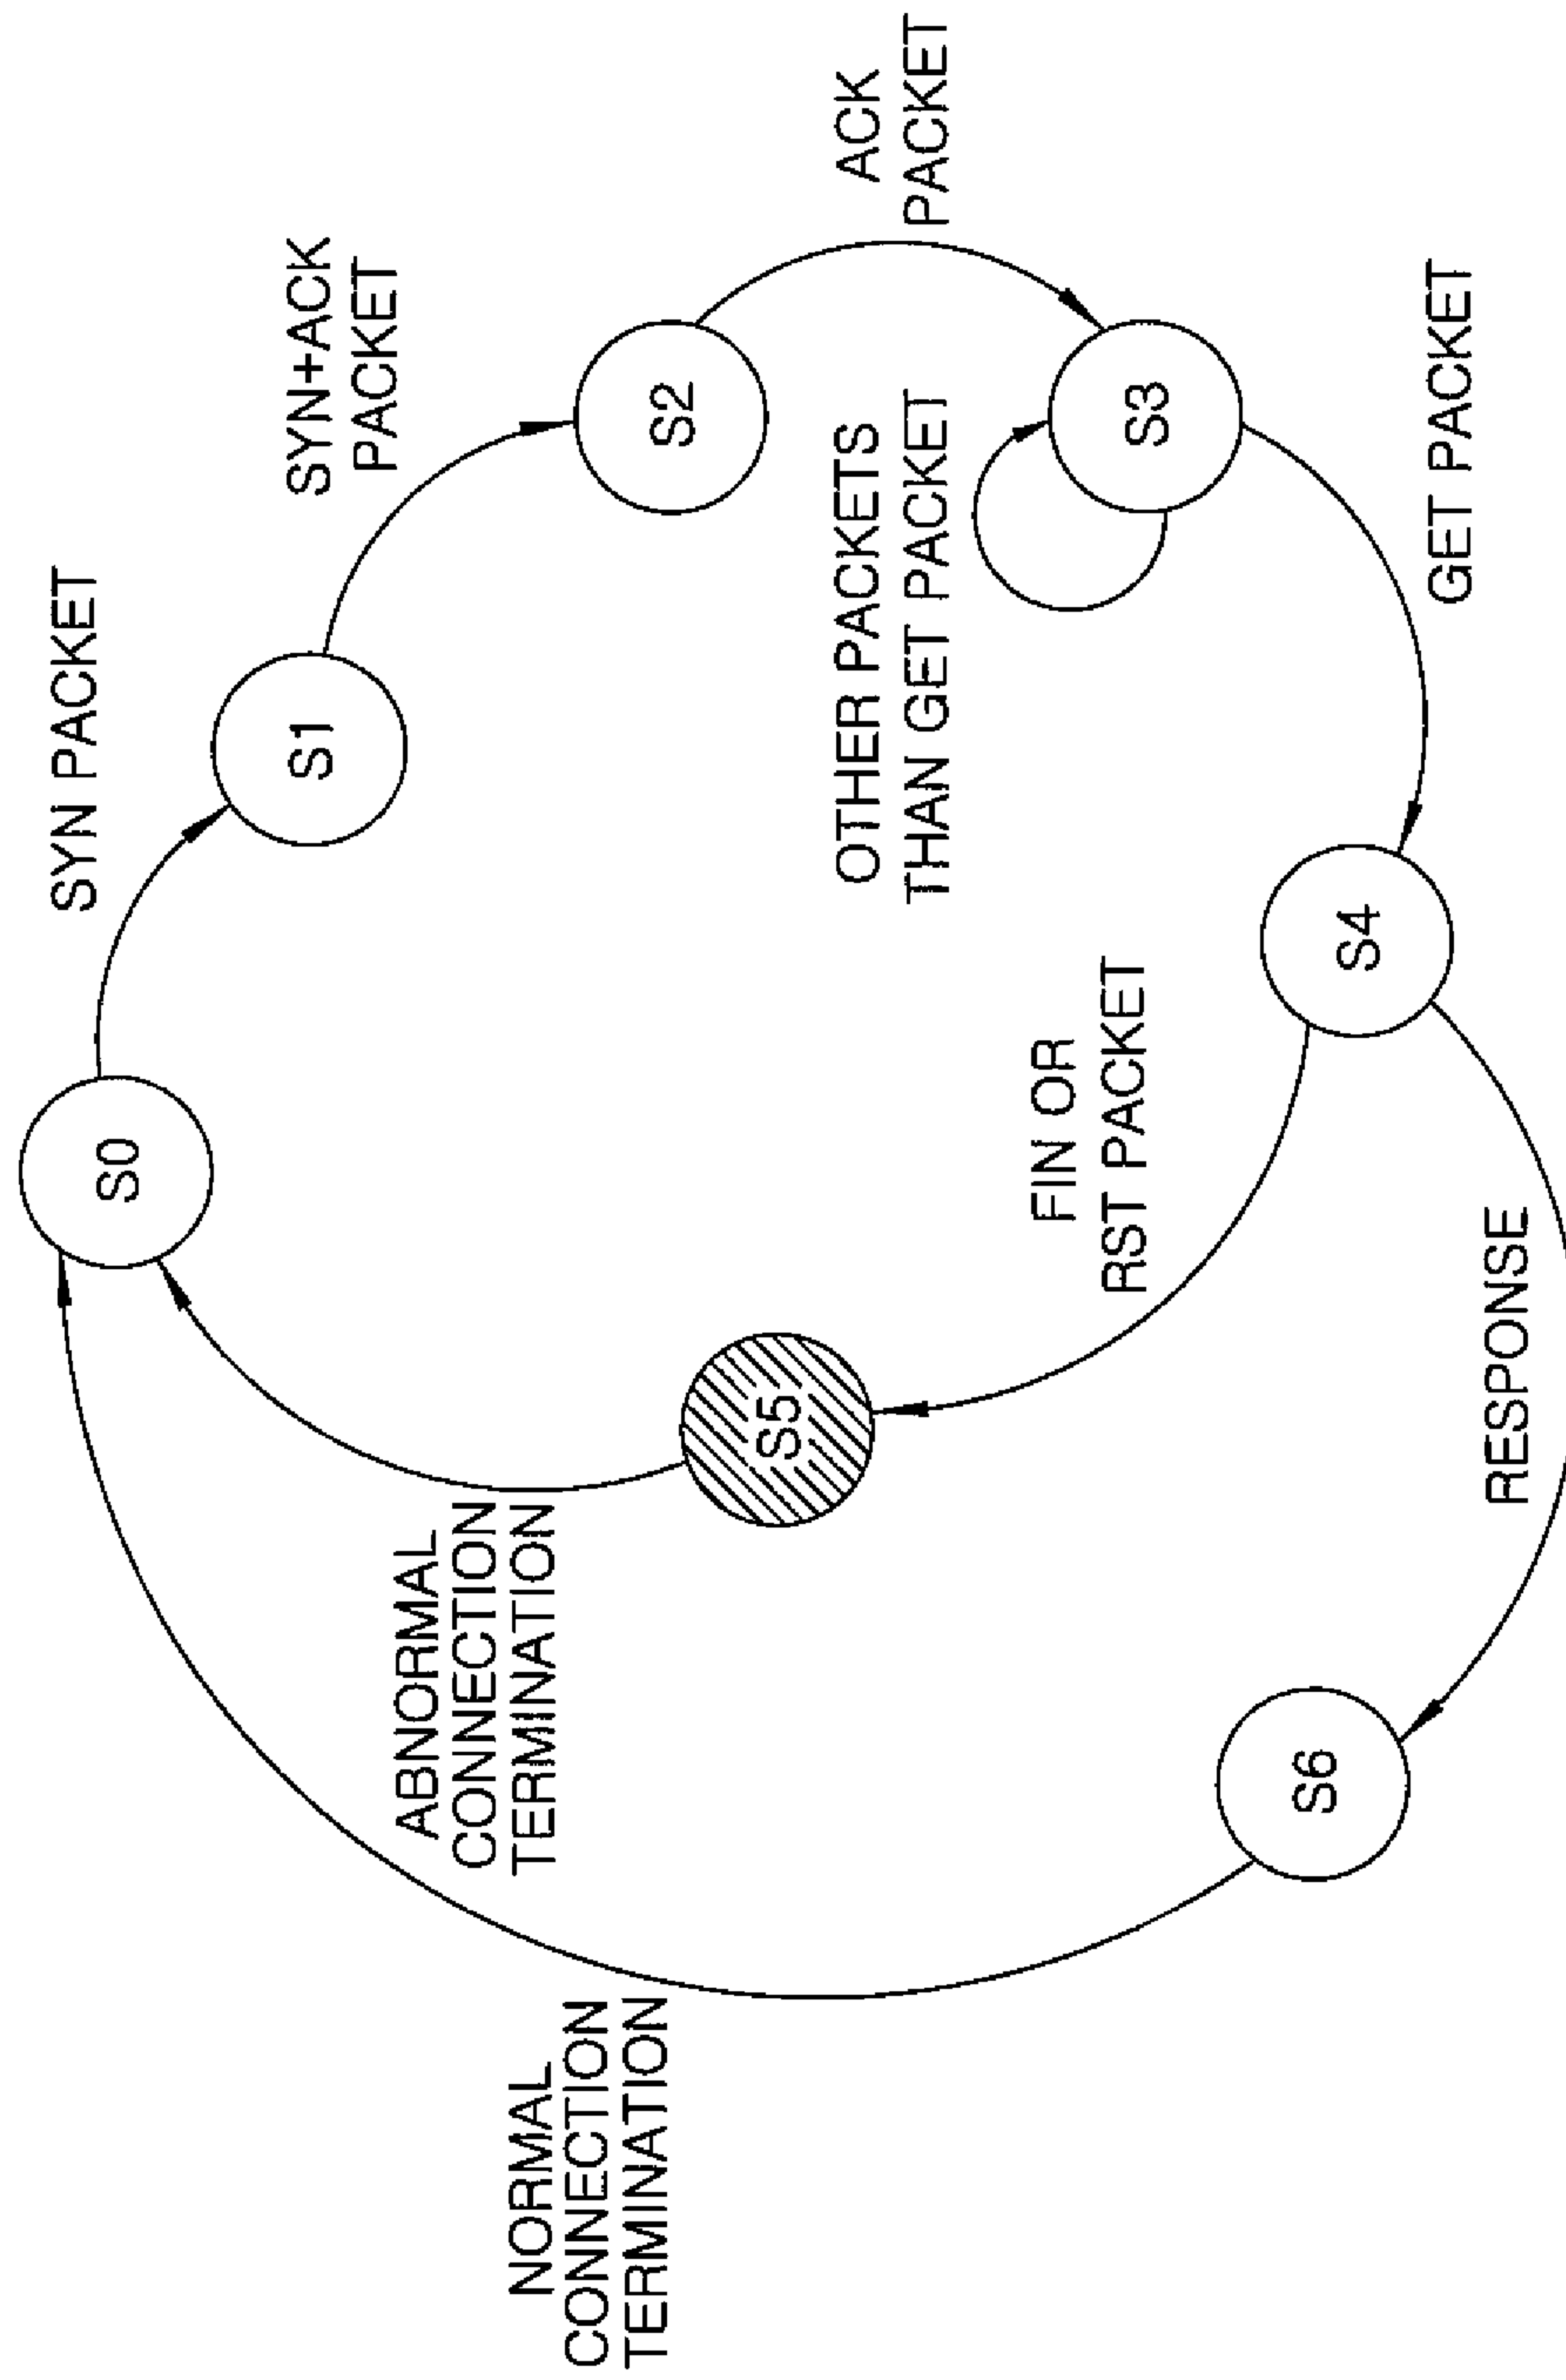 SYN PACKET
S0
S1
SYN+ACK
PACKET
S2
ACK
PACKET
OTHER PACKETS
THAN GET PACKET
S3
GET PACKET
S4
FIN OR
RST PACKET
S5
ABNORMAL
CONNECTION
TERMINATION
RESPONSE
S6
NORMAL
CONNECTION
TERMINATION